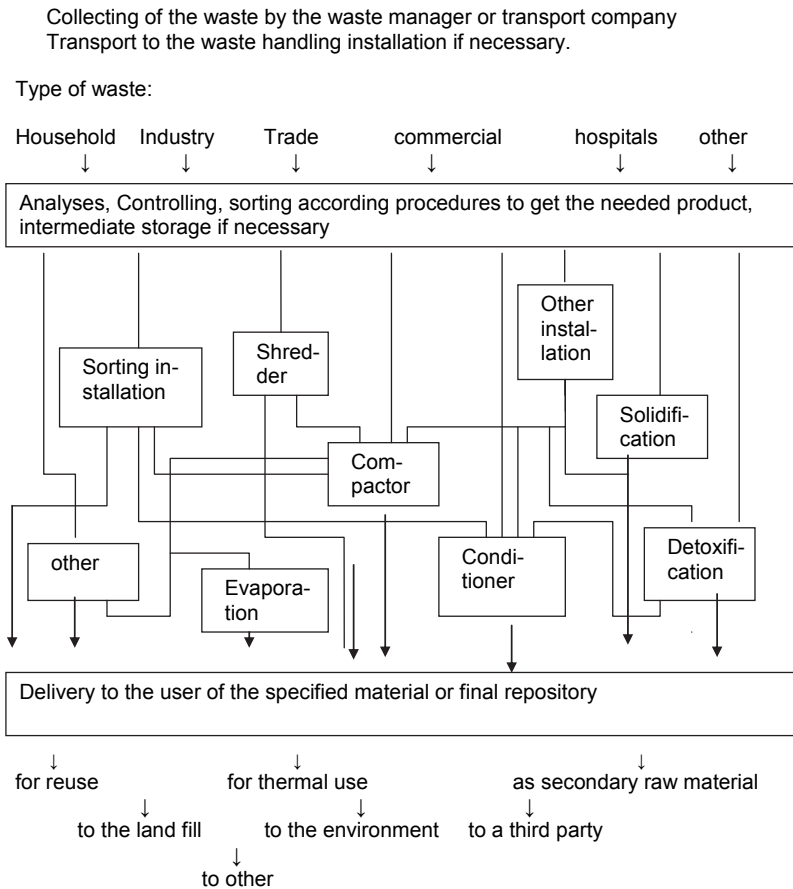 Collecting of the waste by the waste manager or transport company
Transport to the waste handling installation if necessary.
Type of waste:
Household Industry Trade commercial hospitals other
↓ ↓ ↓ ↓ ↓ ↓
Analyses, Controlling, sorting according procedures to get the needed product,
intermediate storage if necessary
Other
instal-
lation
Shred-
der
Sorting in-
stallation
Solidifi-
cation
Com-
pactor
Detoxifi-
cation
other
Condi-
tioner
Evapora-
tion
Delivery to the user of the specified material or final repository
↓ ↓ ↓
for reuse for thermal use as secondary raw material
↓ ↓ ↓
to the land fill to the environment to a third party
↓
to other